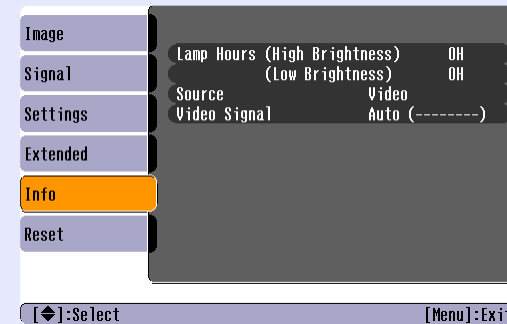 Image
Signal
Settings
Extended
Info
Reset
Lamp Hours (High Brightness) 0H
(Low Brightness) 0H
Source Video
Video Signal Auto (--------)
[◆]:Select
[Menu]:Exit